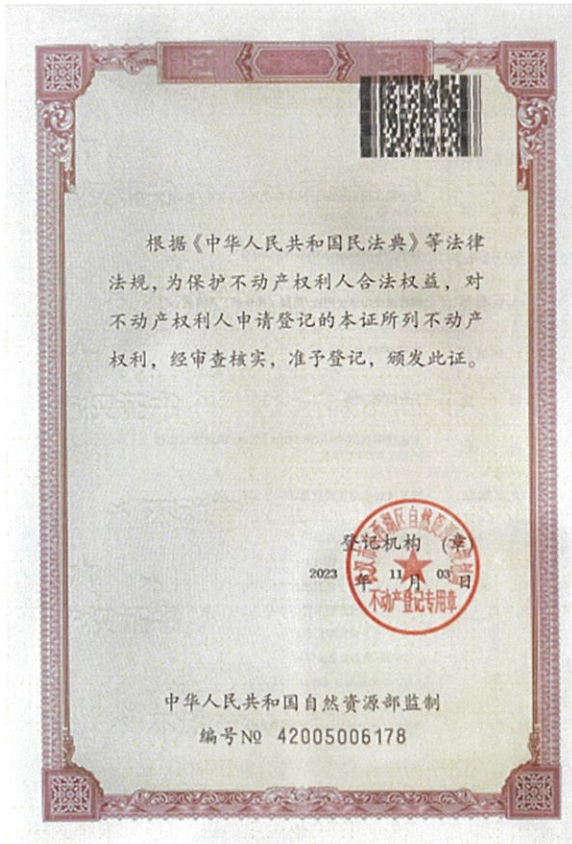 根据《中华人民共和国民法典》等法律
法规，为保护不动产权利人合法权益，对
不动产权利人申请登记的本证所列不动产
权利，经审查核实，准予登记，颁发此证。
登记机构 （章）
2023 年 11 月 03 日
不动产登记专用章
中华人民共和国自然资源部监制
编号№ 42005006178